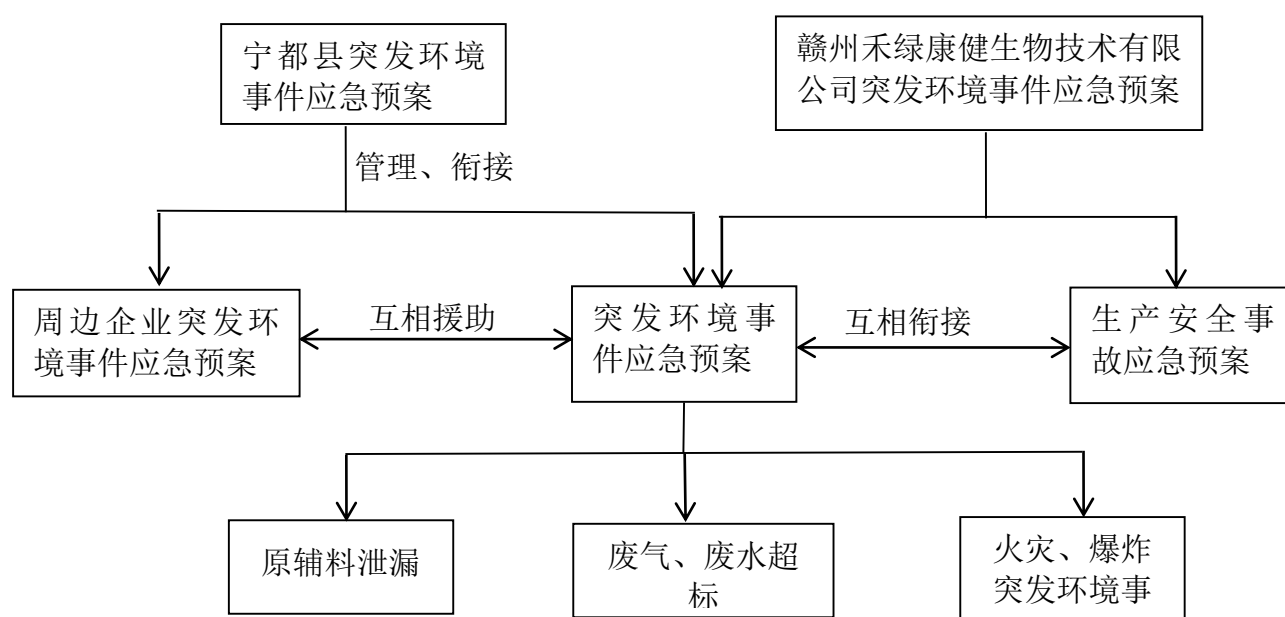 宁都县突发环境
事件应急预案
赣州禾绿康健生物技术有限
公司突发环境事件应急预案
管理、衔接
周边企业突发环
境事件应急预案
互相援助
突发环境事
件应急预案
互相衔接
生产安全事
故应急预案
原辅料泄漏
废气、废水超
标
火灾、爆炸
突发环境事